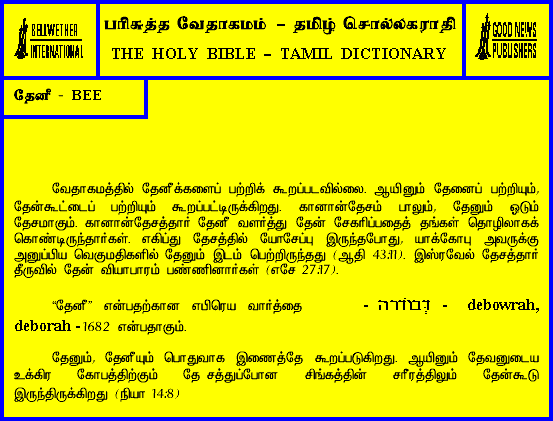 BELLWETHER
INTERNATIONAL
பரிசுத்த வேதாகமம் – தமிழ் சொல்லகராதி
THE HOLY BIBLE – TAMIL DICTIONARY
GOOD NEWS
PUBLISHERS
தேனீ - BEE
வேதாகமத்தில் தேனீக்களைப் பற்றிக் கூறப்படவில்லை. ஆயினும் தேனைப் பற்றியும்,
தேன்கூட்டைப் பற்றியும் கூறப்பட்டிருக்கிறது. கானான்தேசம் பாலும், தேனும் ஓடும்
தேசமாகும். கானான்தேசத்தார் தேனீ வளர்த்து தேன் சேகரிப்பதைத் தங்கள் தொழிலாகக்
கொண்டிருந்தார்கள். எகிப்து தேசத்தில் யோசேப்பு இருந்தபோது, யாக்கோபு அவருக்கு
அனுப்பிய வெகுமதிகளில் தேனும் இடம் பெற்றிருந்தது (ஆதி 43:11). இஸ்ரவேல் தேசத்தார்
தீருவில் தேன் வியாபாரம் பண்ணினார்கள் (எசே 27:17).
“தேனீ” என்பதற்கான எபிரெய வார்த்தை - דְּבוֹרָה - debowrah,
deborah -1682 என்பதாகும்.
தேனும், தேனீயும் பொதுவாக இணைத்தே கூறப்படுகிறது. ஆயினும் தேவனுடைய
உக்கிர கோபத்திற்கும் தே சத்துப்போன சிங்கத்தின் சரீரத்திலும் தேன்கூடு
இருந்திருக்கிறது (நியா 14:8)